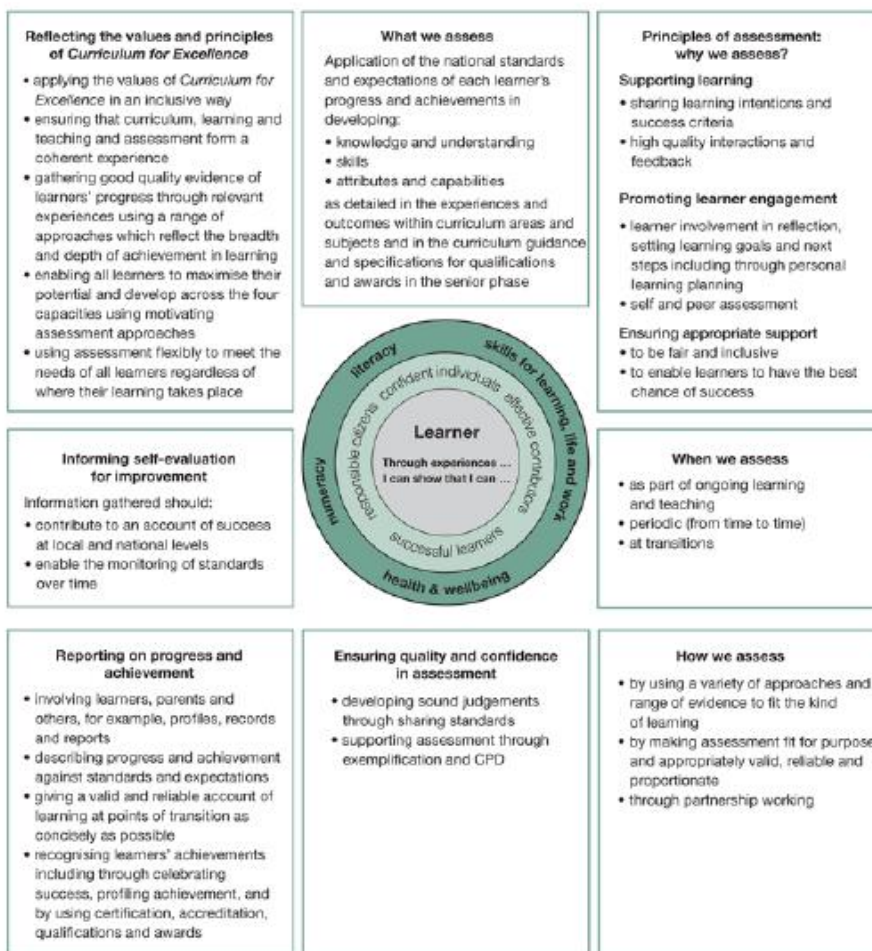 Reflecting the values and principles
of Curriculum for Excellence
• applying the values of Curriculum for
Excellence in an inclusive way
• ensuring that curriculum, learning and
teaching and assessment form a
coherent experience
• gathering good quality evidence of
learners' progress through relevant
experiences using a range of
approaches which reflect the breadth
and depth of achievement in learning
• enabling all learners to maximise their
potential and develop across the four
capacities using motivating
assessment approaches
• using assessment flexibly to meet the
needs of all learners regardless of
where their learning takes place
What we assess
Application of the national standards
and expectations of each learner's
progress and achievements in
developing:
• knowledge and understanding
• skills
• attributes and capabilities
as detailed in the experiences and
outcomes within curriculum areas and
subjects and in the curriculum guidance
and specifications for qualifications
and awards in the senior phase
Principles of assessment:
why we assess?
Supporting learning
• sharing learning intentions and
success criteria
• high quality interactions and
feedback
Promoting learner engagement
• learner involvement in reflection,
setting learning goals and next
steps including through personal
learning planning
• self and peer assessment
Ensuring appropriate support
• to be fair and inclusive
• to enable learners to have the best
chance of success
Informing self-evaluation
for improvement
Information gathered should:
• contribute to an account of success
at local and national levels
• enable the monitoring of standards
over time
literacy
skills for learning, life and work
health & wellbeing
numeracy
confident individuals
effective contributors
successful learners
responsible citizens
Learner
Through experiences ...
I can show that I can ...
When we assess
• as part of ongoing learning
and teaching
• periodic (from time to time)
• at transitions
Reporting on progress and
achievement
• involving learners, parents and
others, for example, profiles, records
and reports
• describing progress and achievement
against standards and expectations
• giving a valid and reliable account of
learning at points of transition as
concisely as possible
• recognising learners' achievements
including through celebrating
success, profiling achievement, and
by using certification, accreditation,
qualifications and awards
Ensuring quality and confidence
in assessment
• developing sound judgements
through sharing standards
• supporting assessment through
exemplification and CPD
How we assess
• by using a variety of approaches and
range of evidence to fit the kind
of learning
• by making assessment fit for purpose
and appropriately valid, reliable and
proportionate
• through partnership working